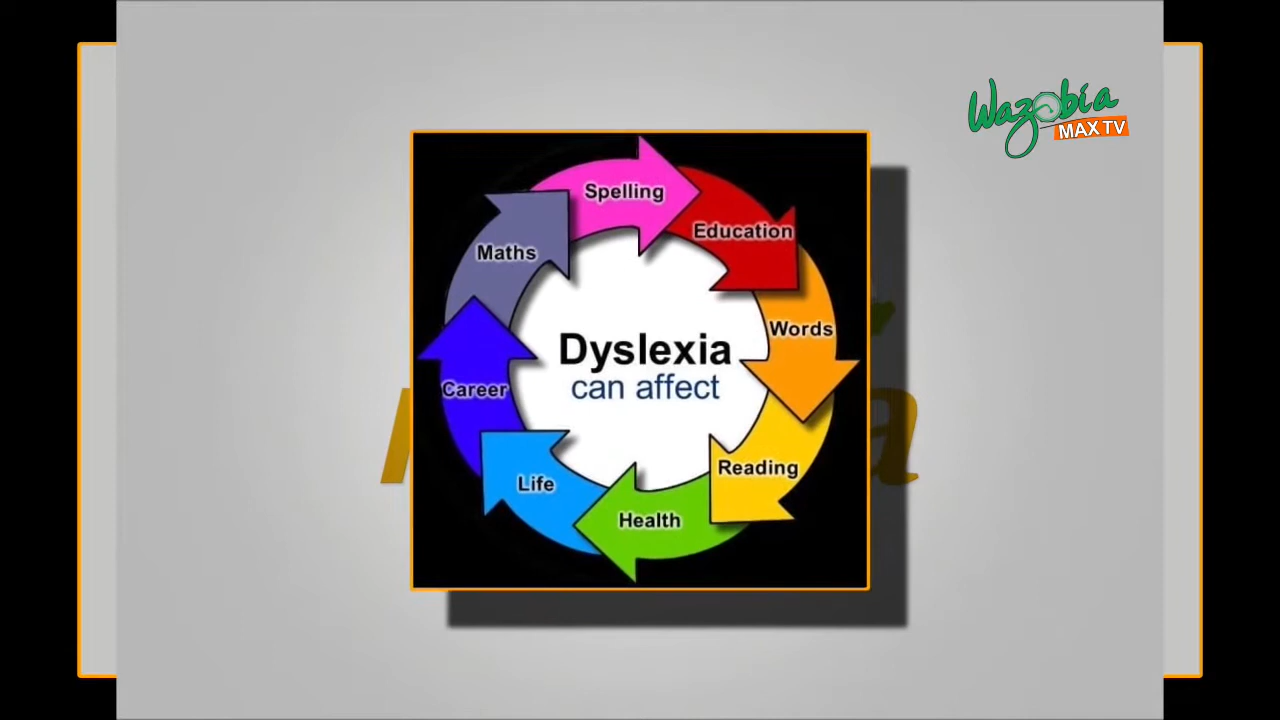 Wazobia
MAX TV
Spelling
Education
Maths
Words
Dyslexia
can affect
Career
Reading
Life
Health